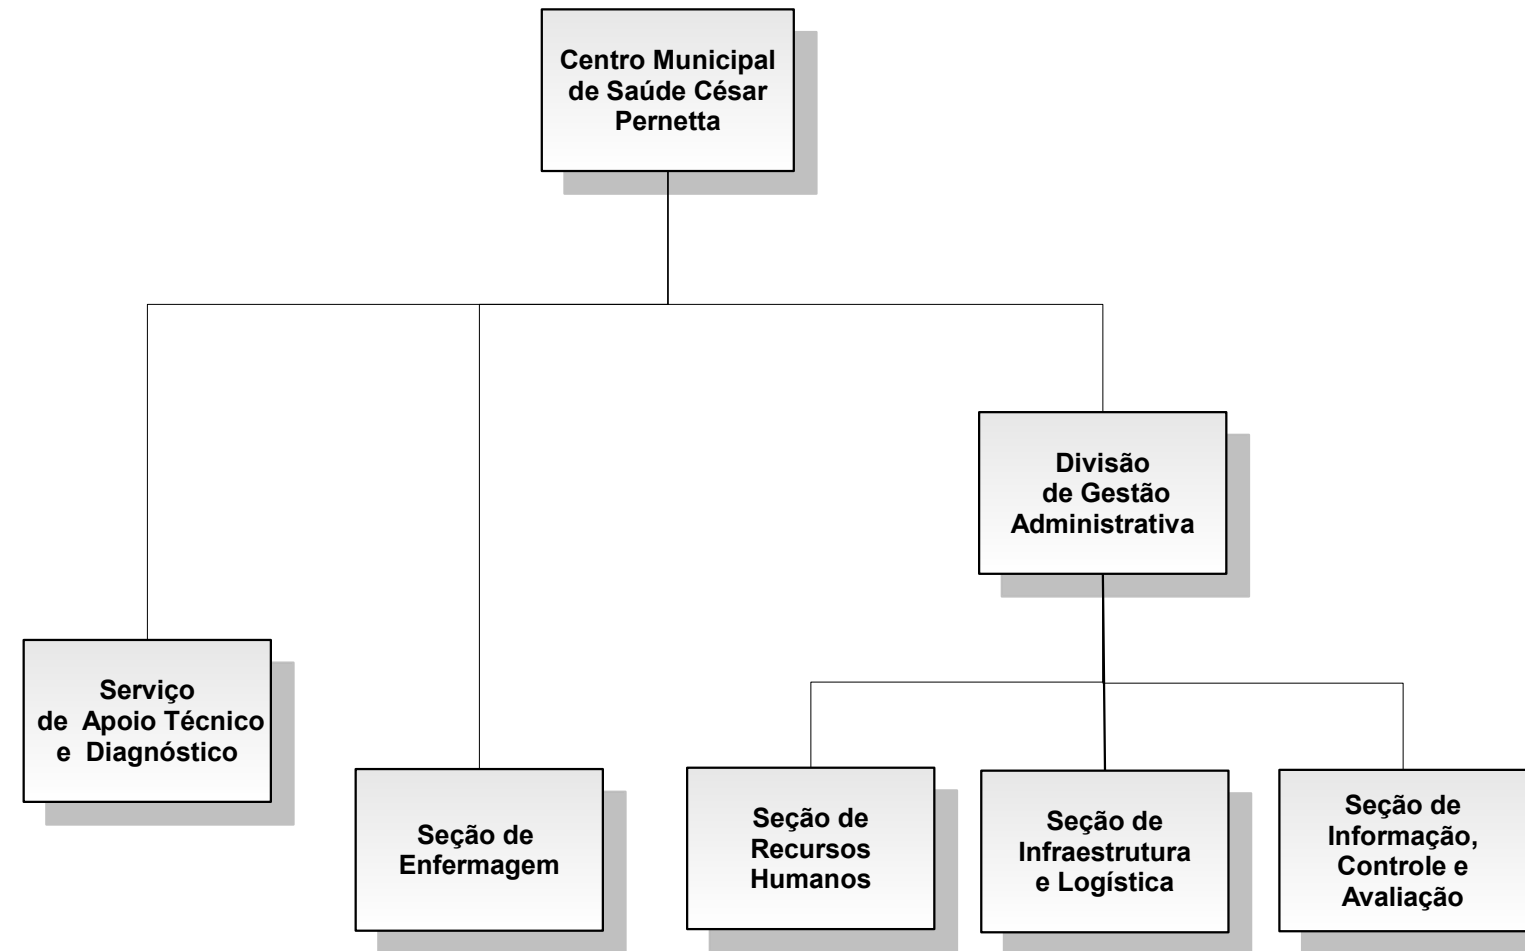 Centro Municipal
de Saúde César
Pernetta
Divisão
de Gestão
Administrativa
Serviço
de Apoio Técnico
e Diagnóstico
Seção de
Enfermagem
Seção de
Recursos
Humanos
Seção de
Infraestrutura
e Logística
Seção de
Informação,
Controle e
Avaliação